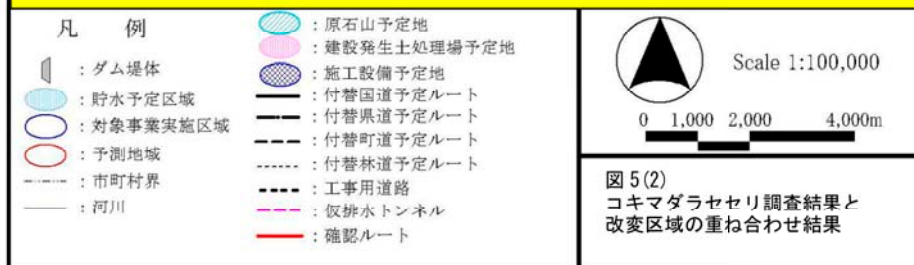 凡 例
：ダム堤体
：貯水予定区域
：対象事業実施区域
：予測地域
：市町村界
：河川
：原石山予定地
：建設発生土処理場予定地
：施工設備予定地
：付替国道予定ルート
：付替県道予定ルート
：付替町道予定ルート
：付替林道予定ルート
：工事用道路
：仮排水トンネル
：確認ルート
Scale 1:100,000
0 1,000 2,000 4,000m
図5(2)
コキマダラセセリ調査結果と
改変区域の重ね合わせ結果